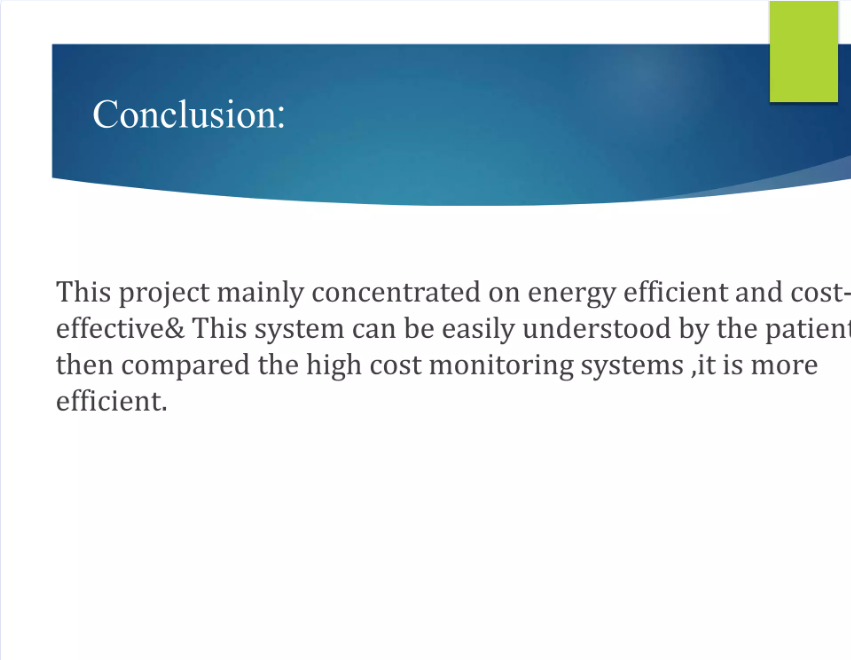 Conclusion:
This project mainly concentrated on energy efficient and cost-
effective& This system can be easily understood by the patient
then compared the high cost monitoring systems ,it is more
efficient.